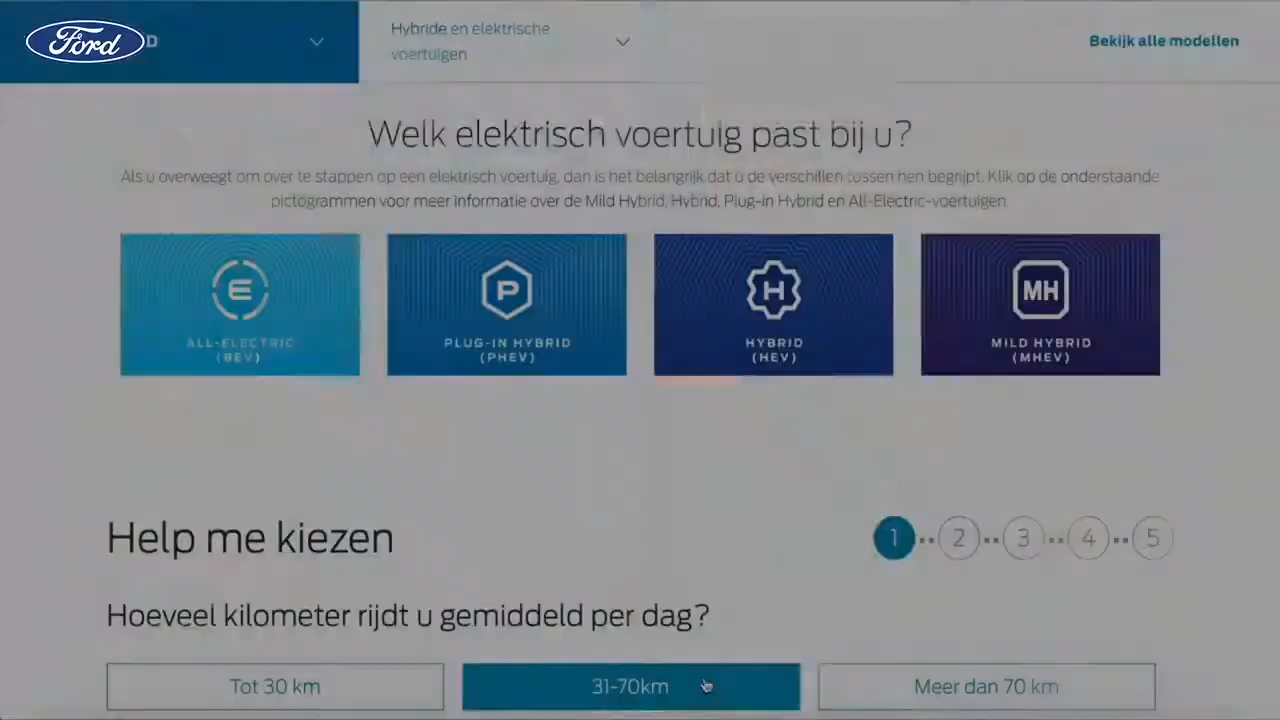 Ford
D
Hybride en elektrische
voertuigen
Bekijk alle modellen
Welk elektrisch voertuig past bij u?
Als u overweegt om over te stappen op een elektrisch voertuig, dan is het belangrijk dat u de verschillen tussen hen begrijpt. Klik op de onderstaande
pictogrammen voor meer informatie over de Mild Hybrid, Hybrid, Plug-in Hybrid en All-Electric-voertuigen.
E
ALL-ELECTRIC
(BEV)
P
PLUG-IN HYBRID
(PHEV)
H
HYBRID
(HEV)
MH
MILD HYBRID
(MHEV)
Help me kiezen
1 2 3 4 5
Hoeveel kilometer rijdt u gemiddeld per dag?
Tot 30 km
31-70km
Meer dan 70 km